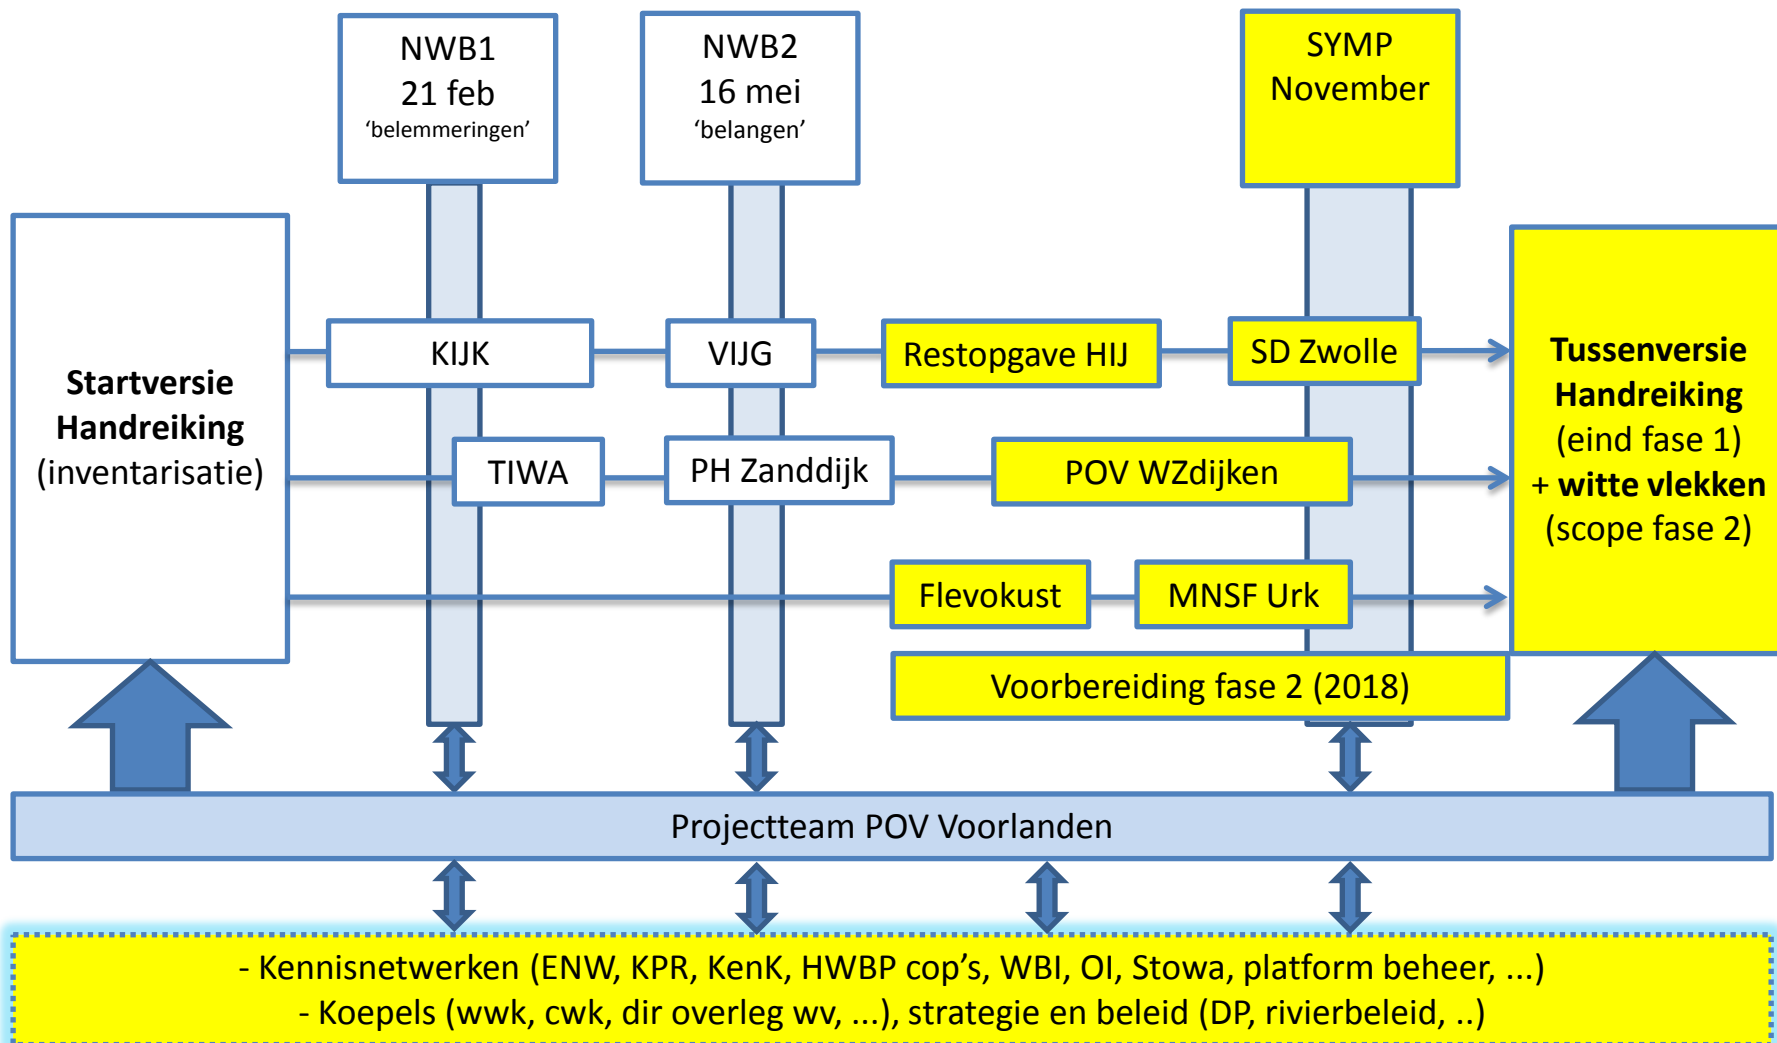 NWB1
21 feb
‘belemmeringen’
NWB2
16 mei
‘belangen’
SYMP
November
Startversie
Handreiking
(inventarisatie)
KIJK
VIJG
Restopgave HIJ
SD Zwolle
TIWA
PH Zanddijk
POV WZdijken
Flevokust
MNSF Urk
Voorbereiding fase 2 (2018)
Tussenversie
Handreiking
(eind fase 1)
+ witte vlekken
(scope fase 2)
Projectteam POV Voorlanden
- Kennisnetwerken (ENW, KPR, KenK, HWBP cop’s, WBI, OI, Stowa, platform beheer, ...)
- Koepels (wwk, cwk, dir overleg wv, ...), strategie en beleid (DP, rivierbeleid, ..)